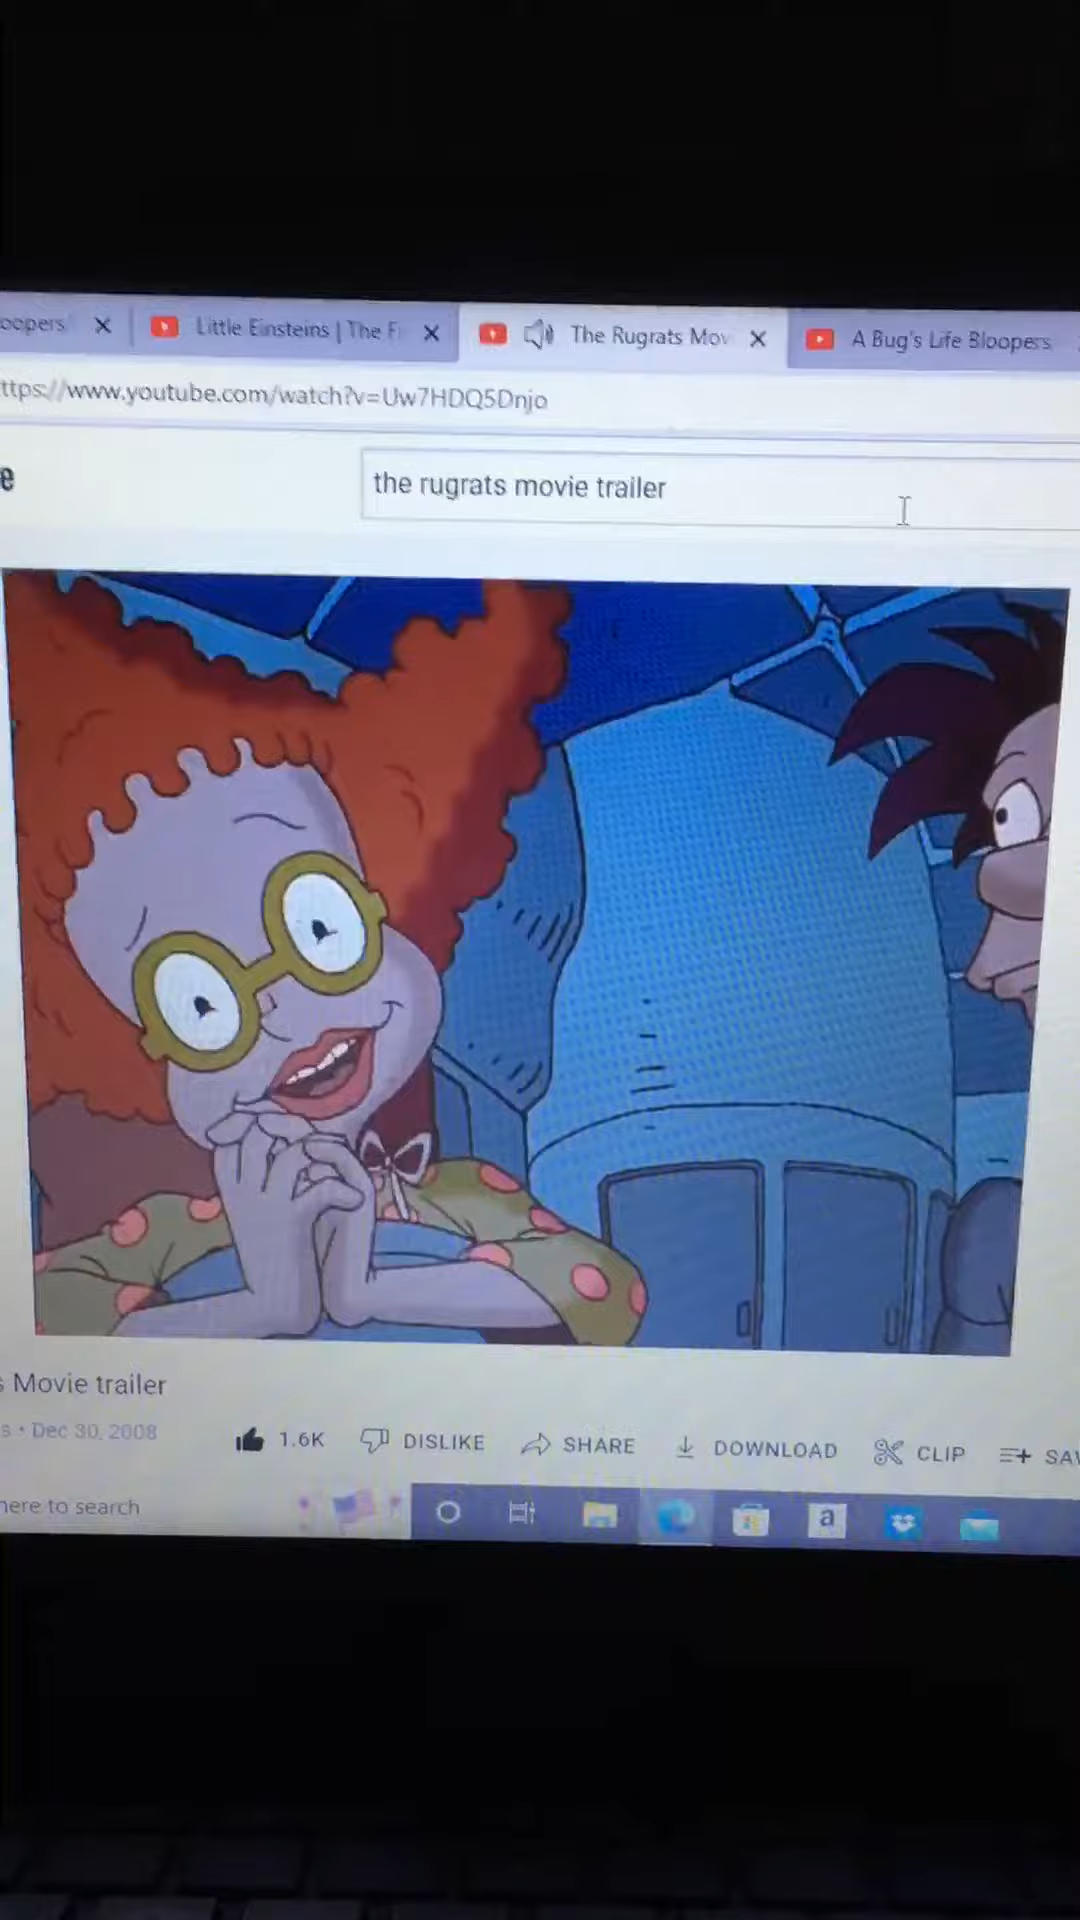 oopers
Little Einsteins | The F
The Rugrats Mov
A Bug's Life Bloopers
ttps://www.youtube.com/watch?v=Uw7HDQ5Dnjo
e
the rugrats movie trailer
s Movie trailer
s • Dec 30, 2008
1.6K
DISLIKE
SHARE
DOWNLOAD
CLIP
SAV
here to search
a